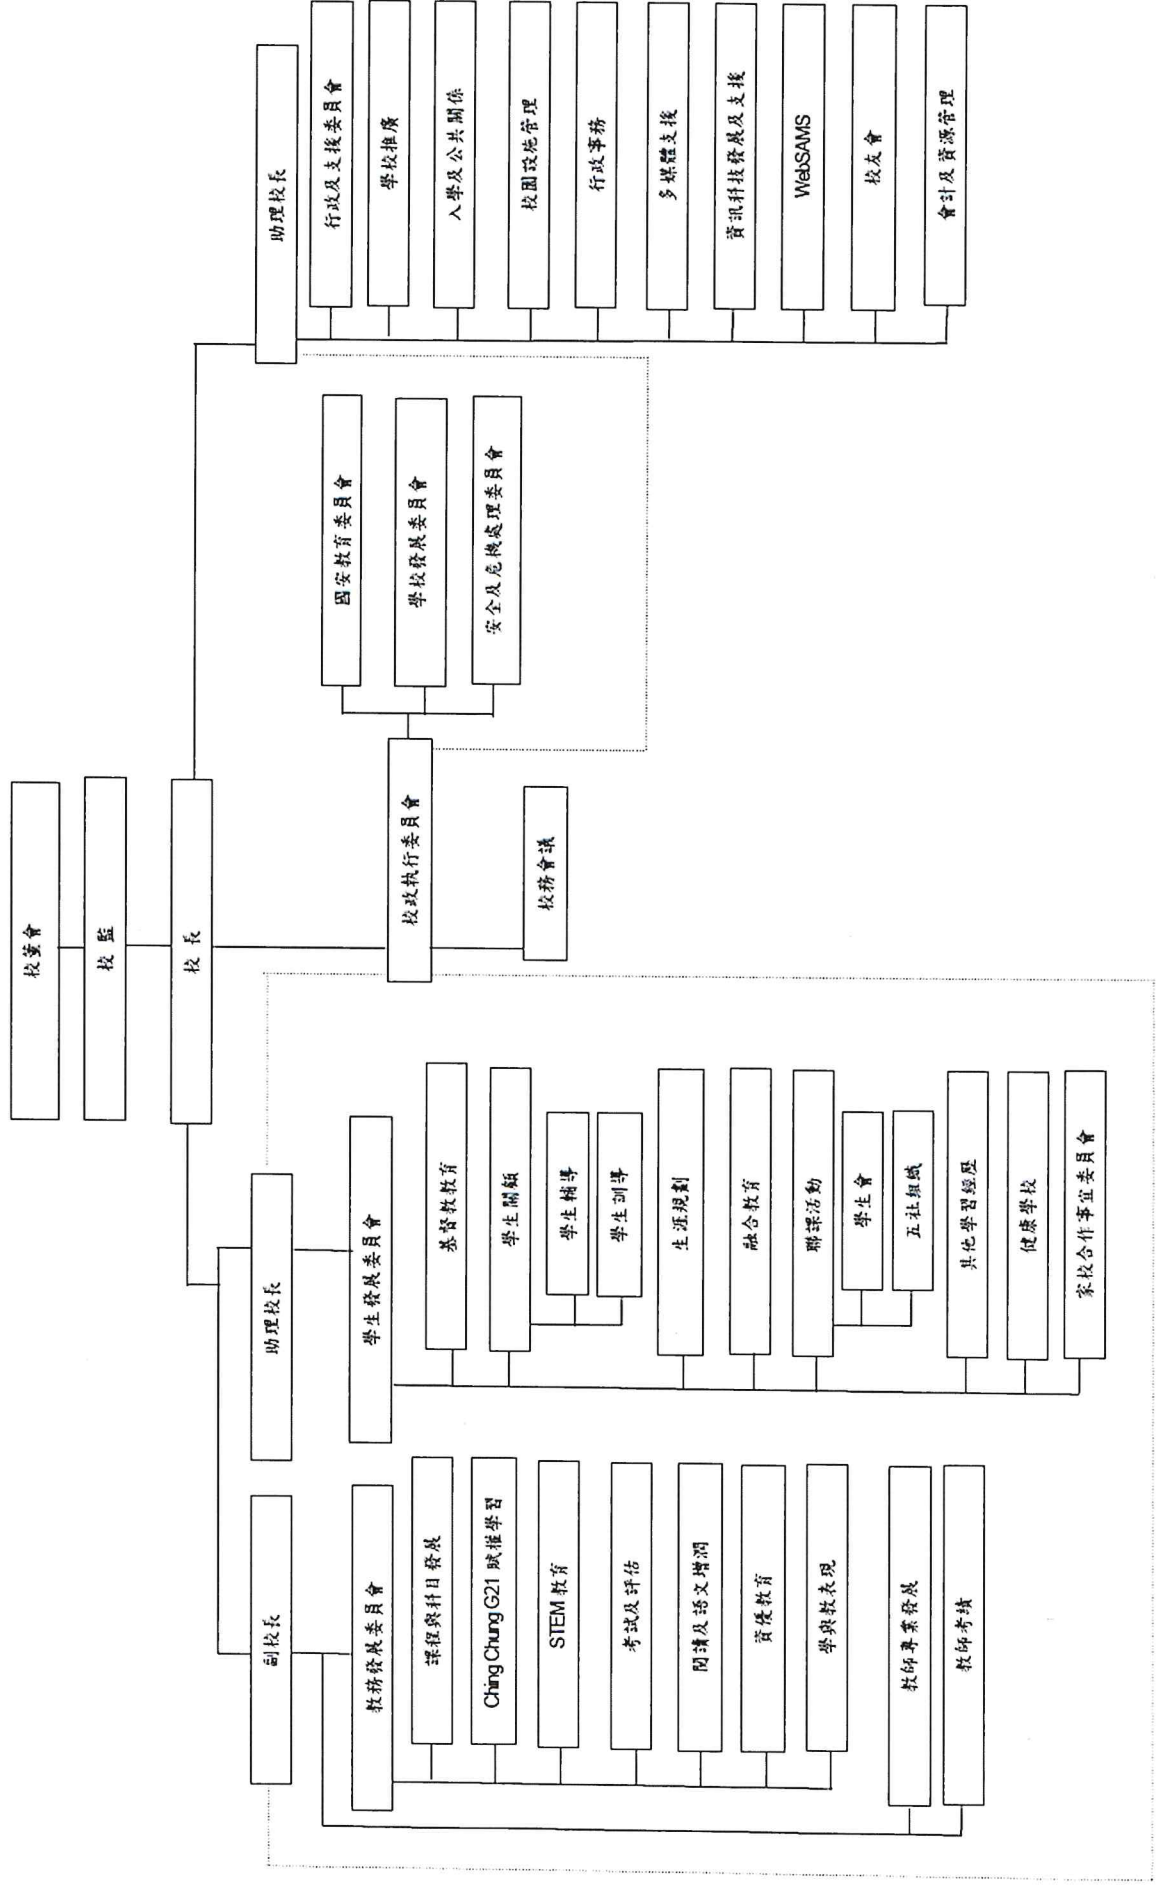 校董會
校 監
校 長
副校長
助理校長
助理校長
教務發展委員會
課程與科目發展
Ching Chung G21 賦權學習
STEM 教育
考試及評估
閱讀及語文增潤
資優教育
學與教表現
教師專業發展
教師考績
學生發展委員會
基督教教育
學生關顧
學生輔導
學生訓導
生涯規劃
融合教育
聯課活動
學生會
五社組織
其他學習經歷
健康學校
家校合作事宜委員會
校政執行委員會
校務會議
國安教育委員會
學校發展委員會
安全及危機處理委員會
行政及支援委員會
學校推廣
入學及公共關係
校園設施管理
行政事務
多媒體支援
資訊科技發展及支援
WebSAMS
校友會
會計及資源管理